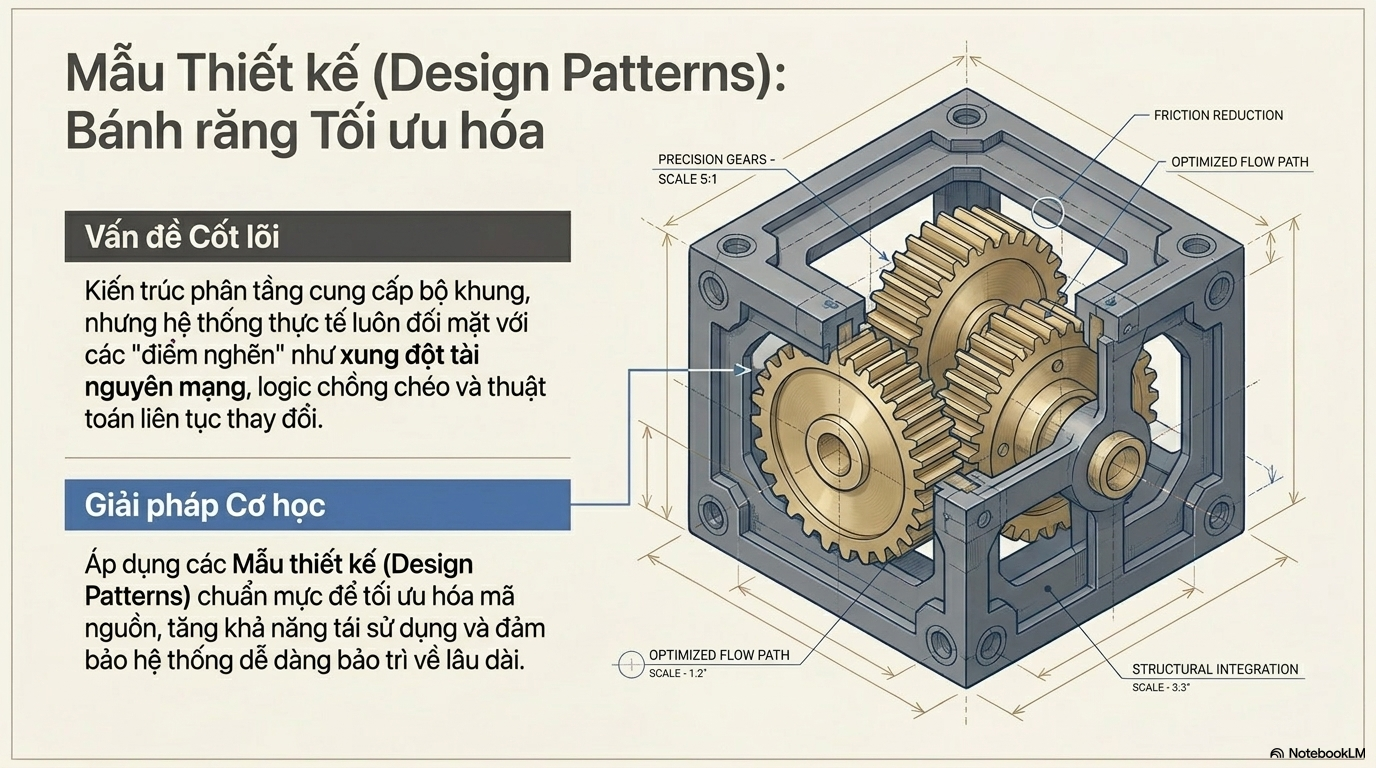 Mẫu Thiết kế (Design Patterns):
Bánh răng Tối ưu hóa
Vấn đề Cốt lõi
Kiến trúc phân tầng cung cấp bộ khung,
nhưng hệ thống thực tế luôn đối mặt với
các "điểm nghẽn" như xung đột tài
nguyên mạng, logic chồng chéo và thuật
toán liên tục thay đổi.
Giải pháp Cơ học
Áp dụng các Mẫu thiết kế (Design
Patterns) chuẩn mực để tối ưu hóa mã
nguồn, tăng khả năng tái sử dụng và đảm
bảo hệ thống dễ dàng bảo trì về lâu dài.
FRICTION REDUCTION
PRECISION GEARS -
SCALE 5:1
OPTIMIZED FLOW PATH
OPTIMIZED FLOW PATH
SCALE - 1.2"
STRUCTURAL INTEGRATION
SCALE - 3.3"
NotebookLM